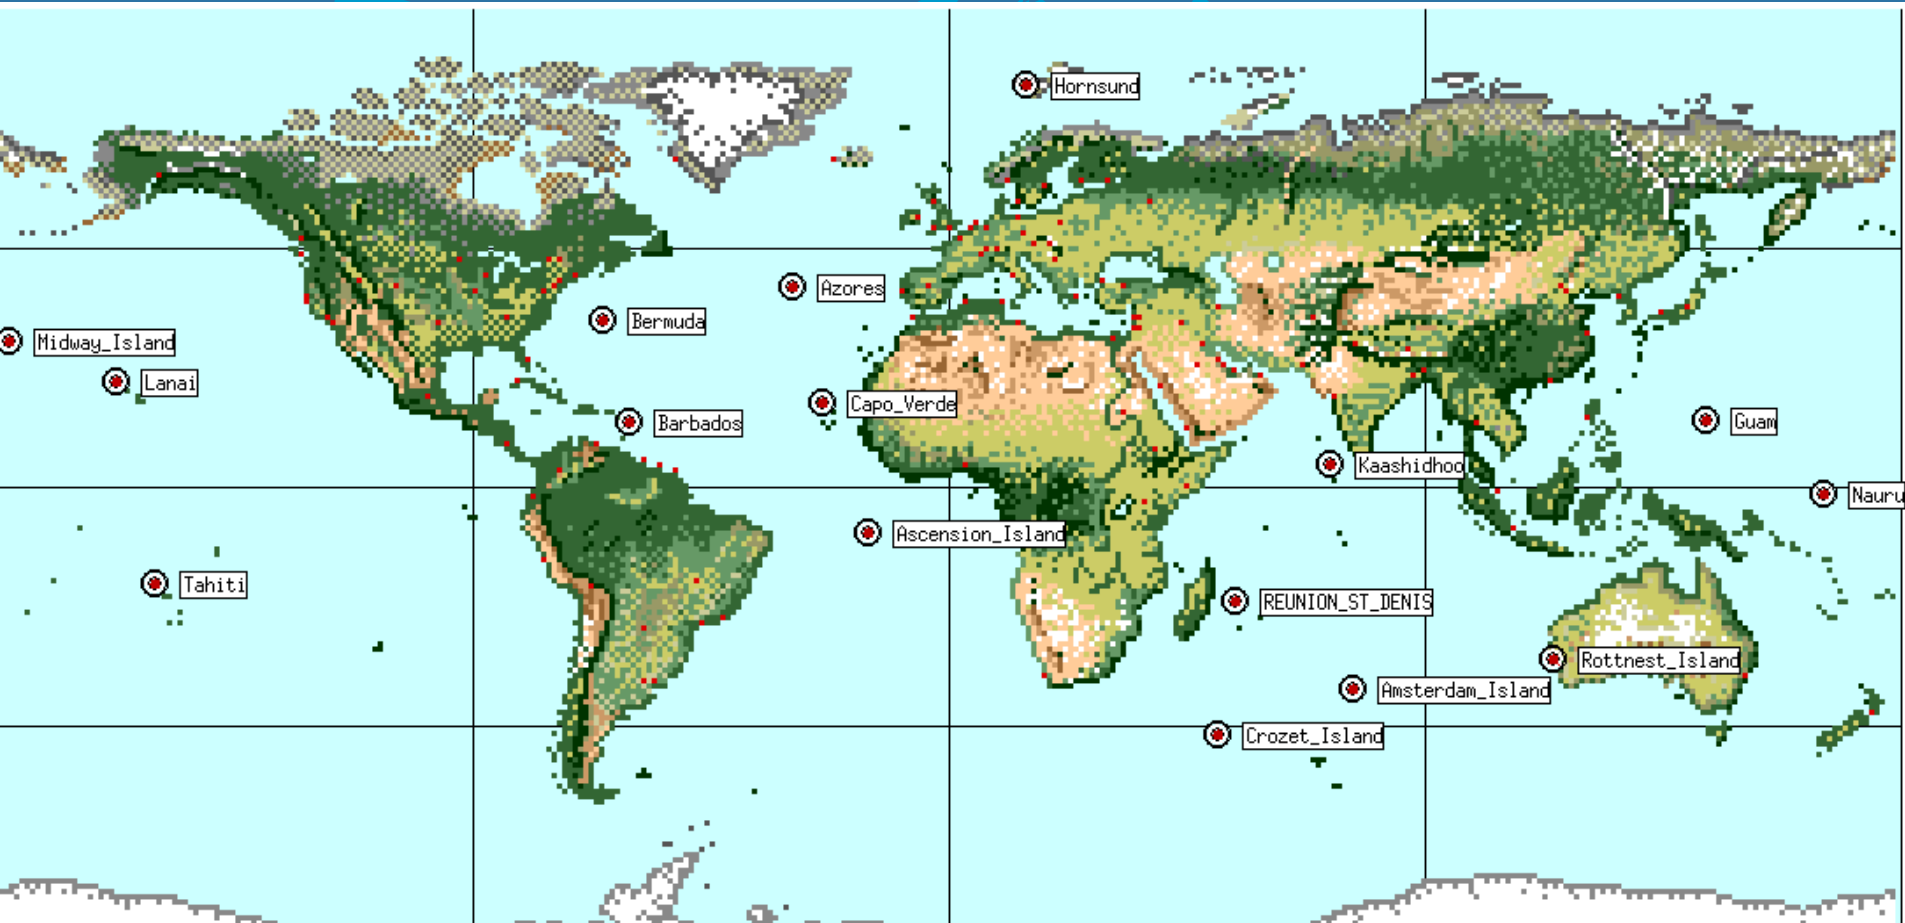 Hornsund
Azores
Bermuda
Midway_Island
Lanai
Capo_Verde
Barbados
Guam
Kaashidhoo
Nauru
Ascension_Island
Tahiti
REUNION_ST_DENIS
Rottnest_Island
Amsterdam_Island
Crozet_Island